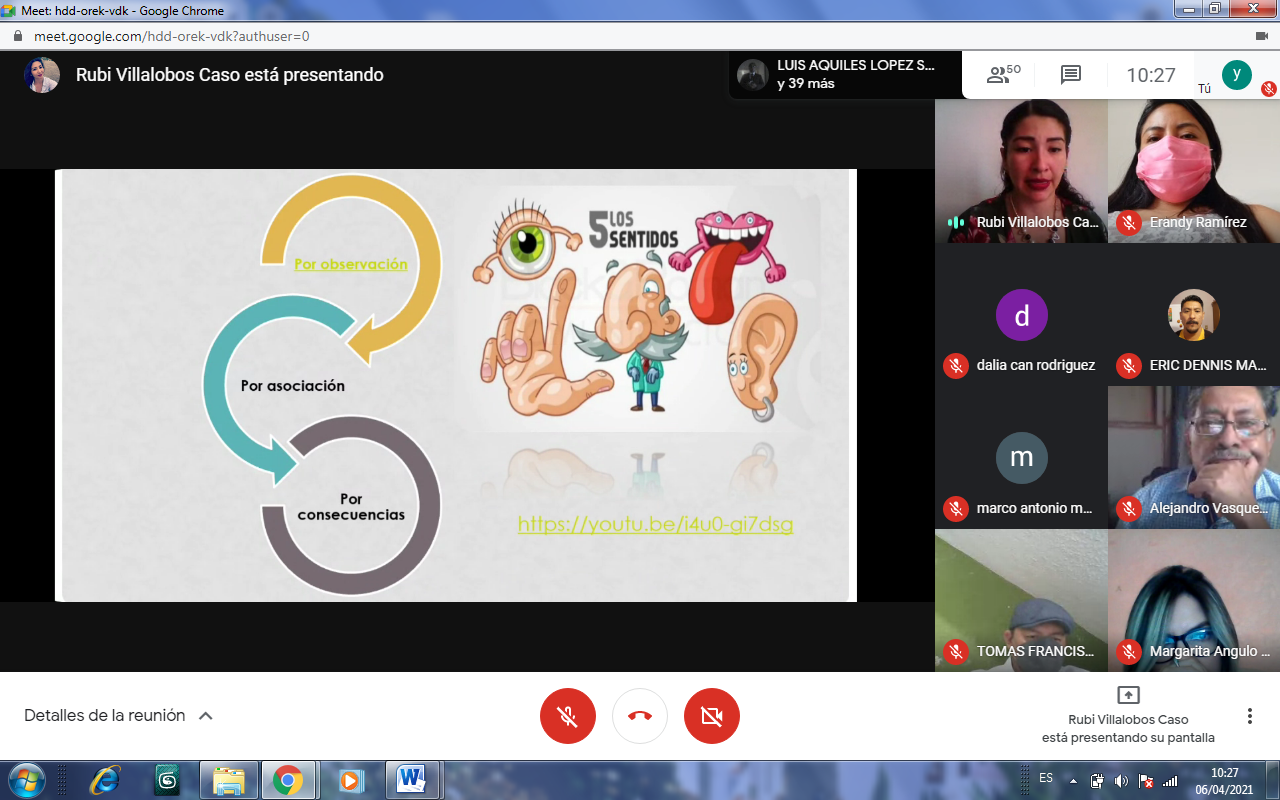 Meet: hdd-orek-vdk - Google Chrome
meet.google.com/hdd-orek-vdk?authuser=0
Rubi Villalobos Caso está presentando
LUIS AQUILES LOPEZ S...
y 39 más
50
10:27
Tú
y
Por observación
Por asociación
Por
consecuencias
5 LOS
SENTIDOS
https://youtu.be/i4u0-gi7dsg
Rubi Villalobos Ca...
Erandy Ramírez
d
dalia can rodriguez
ERIC DENNIS MA...
m
marco antonio m...
Alejandro Vasque...
TOMAS FRANCIS...
Margarita Angulo ...
Detalles de la reunión
Rubi Villalobos Caso
está presentando su pantalla
ES
10:27
06/04/2021